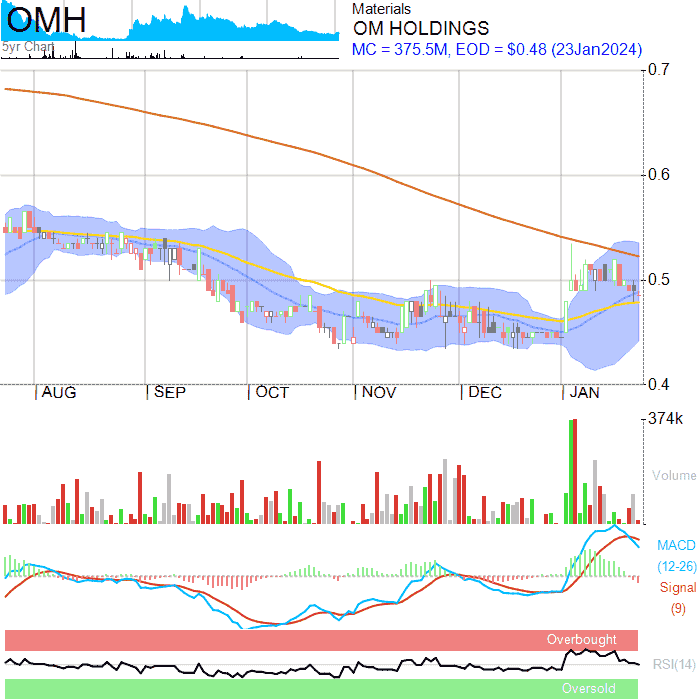 OMH
5yr Chart
Materials
OM HOLDINGS
MC = 375.5M, EOD = $0.48 (23Jan2024)
0.7
0.6
0.5
0.4
AUG
SEP
OCT
NOV
DEC
JAN
374k
Volume
MACD
(12-26)
Signal
(9)
Overbought
RSI(14)
Oversold